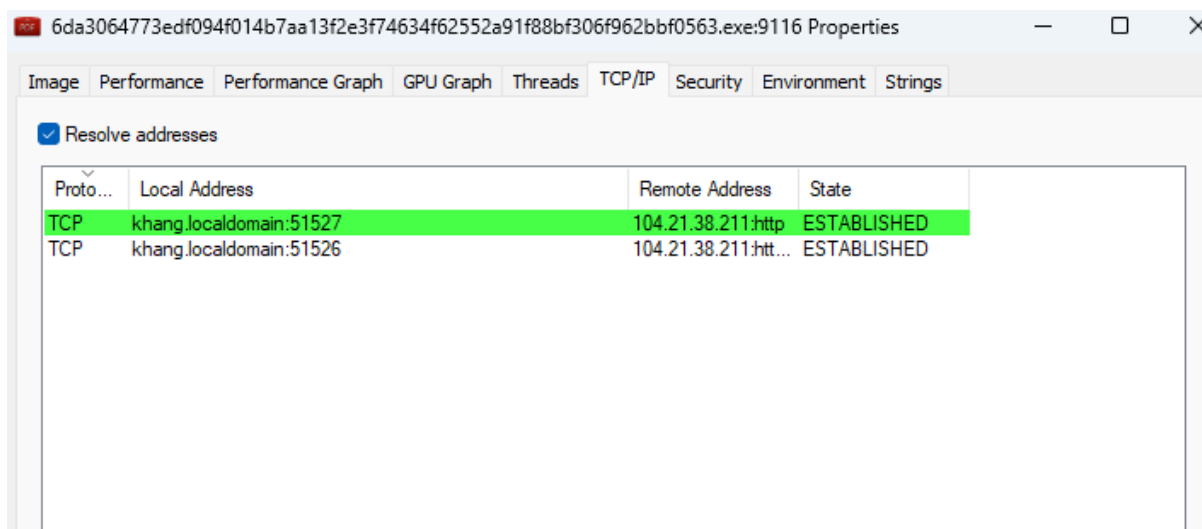 6da3064773edf094f014b7aa13f2e3f74634f62552a91f88bf306f962bbf0563.exe:9116 Properties
Image Performance Performance Graph GPU Graph Threads TCP/IP Security Environment Strings
Resolve addresses
Proto... Local Address Remote Address State
TCP khang.localdomain:51527 104.21.38.211:http ESTABLISHED
TCP khang.localdomain:51526 104.21.38.211:htt... ESTABLISHED